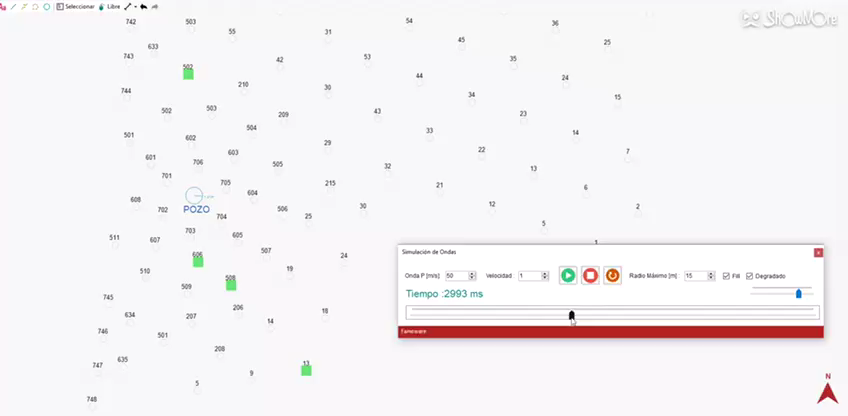 Seleccionar Libre
ShowMore
742 503 54 36
55 31
45 25
633
743 42 53 35
502
44 24
744 210 30 34 15
502 503 209 43 23
501 602 504 33 14
29
601 603 22 7
706 505 32 13
701 705 215 21 6
608 604
702 506 30 12 2
POZO
704 25 5
703
511 607 605 1
606 507 24
510 19
509 508
745
634 207 206 18
14
746 501
208
747 635 13
9
5
748
Simulación de Ondas
Onda P [m/s]: 50 Velocidad : 1 Radio Máximo [m] : 15 Fill Degradado
Tiempo :2993 ms
Fameware
N